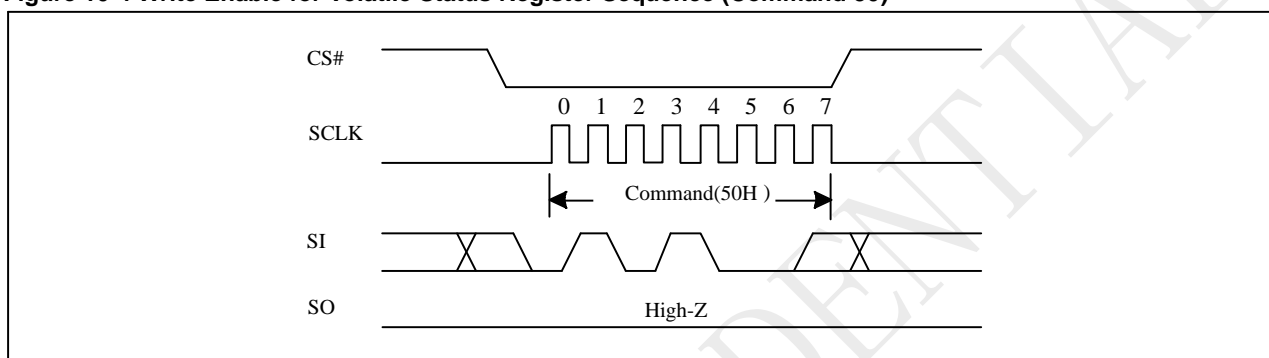 Figure 10-1 Write Enable for Volatile Status Register Sequence (Command 50)
CS#
0 1 2 3 4 5 6 7
SCLK
Command(50H )
SI
SO
High-Z
DENTIAL